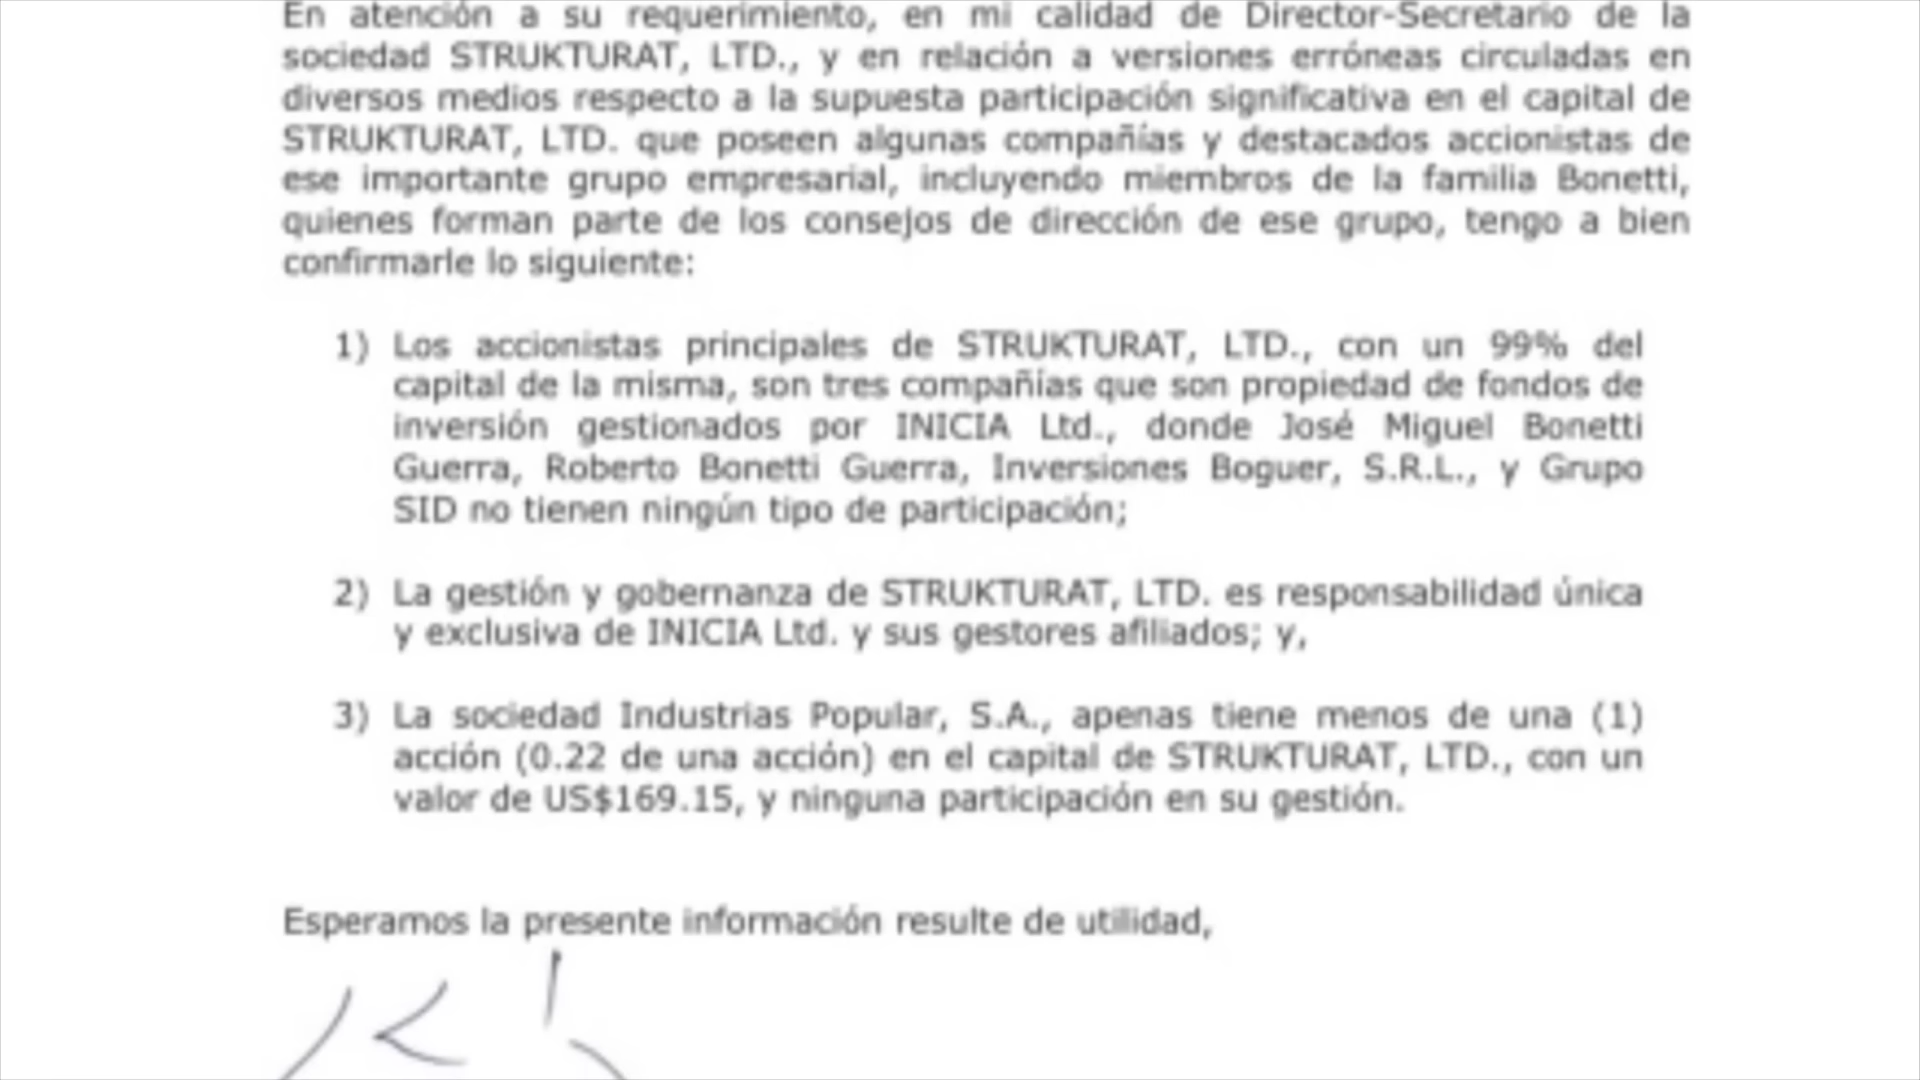 En atención a su requerimiento, en mi calidad de Director-Secretario de la
sociedad STRUKTURAT, LTD., y en relación a versiones erróneas circuladas en
diversos medios respecto a la supuesta participación significativa en el capital de
STRUKTURAT, LTD. que poseen algunas compañías y destacados accionistas de
ese importante grupo empresarial, incluyendo miembros de la familia Bonetti,
quienes forman parte de los consejos de dirección de ese grupo, tengo a bien
confirmarle lo siguiente:
1) Los accionistas principales de STRUKTURAT, LTD., con un 99% del
capital de la misma, son tres compañías que son propiedad de fondos de
inversión gestionados por INICIA Ltd., donde José Miguel Bonetti
Guerra, Roberto Bonetti Guerra, Inversiones Boguer, S.R.L., y Grupo
SID no tienen ningún tipo de participación;
2) La gestión y gobernanza de STRUKTURAT, LTD. es responsabilidad única
y exclusiva de INICIA Ltd. y sus gestores afiliados; y,
3) La sociedad Industrias Popular, S.A., apenas tiene menos de una (1)
acción (0.22 de una acción) en el capital de STRUKTURAT, LTD., con un
valor de US$169.15, y ninguna participación en su gestión.
Esperamos la presente información resulte de utilidad,